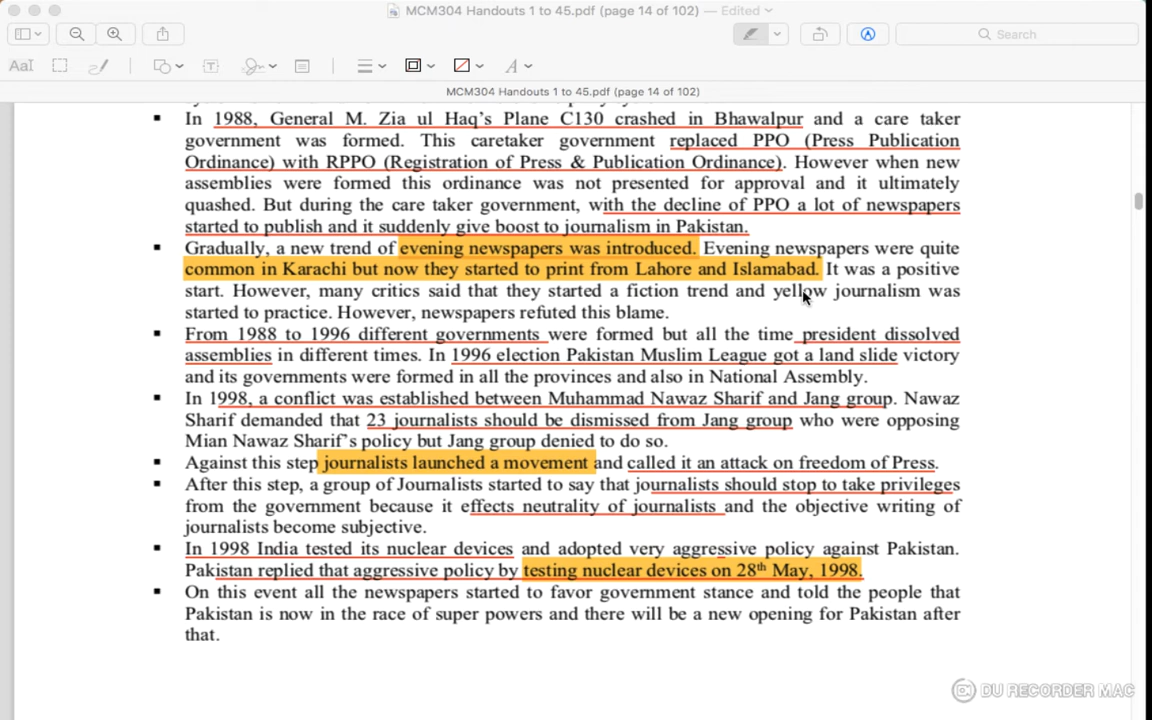 MCM304 Handouts 1 to 45.pdf (page 14 of 102) — Edited
Search
AaI
T
A
MCM304 Handouts 1 to 45.pdf (page 14 of 102)
▪ In 1988, General M. Zia ul Haq's Plane C130 crashed in Bhawalpur and a care taker
government was formed. This caretaker government replaced PPO (Press Publication
Ordinance) with RPPO (Registration of Press & Publication Ordinance). However when new
assemblies were formed this ordinance was not presented for approval and it ultimately
quashed. But during the care taker government, with the decline of PPO a lot of newspapers
started to publish and it suddenly give boost to journalism in Pakistan.
▪ Gradually, a new trend of evening newspapers was introduced. Evening newspapers were quite
common in Karachi but now they started to print from Lahore and Islamabad. It was a positive
start. However, many critics said that they started a fiction trend and yellow journalism was
started to practice. However, newspapers refuted this blame.
▪ From 1988 to 1996 different governments were formed but all the time president dissolved
assemblies in different times. In 1996 election Pakistan Muslim League got a land slide victory
and its governments were formed in all the provinces and also in National Assembly.
▪ In 1998, a conflict was established between Muhammad Nawaz Sharif and Jang group. Nawaz
Sharif demanded that 23 journalists should be dismissed from Jang group who were opposing
Mian Nawaz Sharif's policy but Jang group denied to do so.
▪ Against this step journalists launched a movement and called it an attack on freedom of Press.
▪ After this step, a group of Journalists started to say that journalists should stop to take privileges
from the government because it effects neutrality of journalists and the objective writing of
journalists become subjective.
▪ In 1998 India tested its nuclear devices and adopted very aggressive policy against Pakistan.
Pakistan replied that aggressive policy by testing nuclear devices on 28th May, 1998.
▪ On this event all the newspapers started to favor government stance and told the people that
Pakistan is now in the race of super powers and there will be a new opening for Pakistan after
that.
DU RECORDER MAC